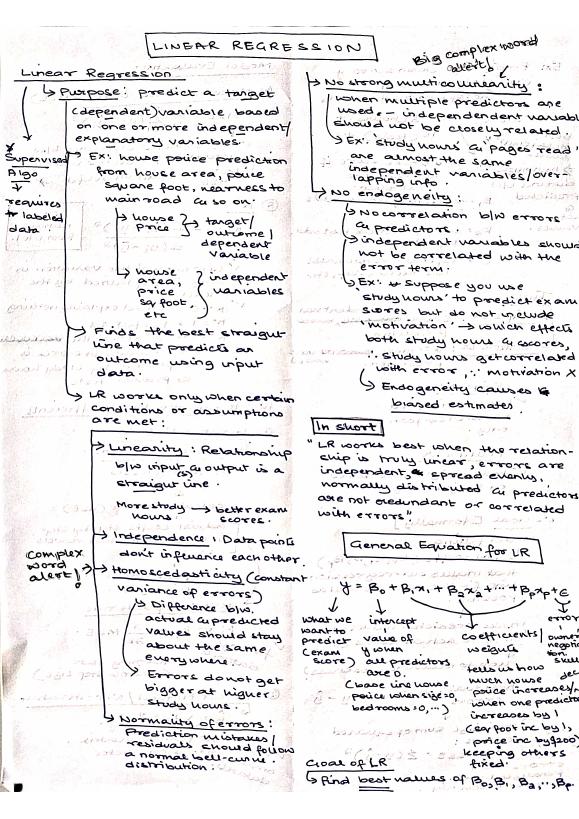 LINEAR REGRESSION
Linear Regression
↳ Purpose: predict a target
(dependent) variable based
on one or more independent/
explanatory variables.
* Supervised
Algo
↓
requires
labeled
data.
→ Ex: house price prediction
from house area, price
square foot, nearness to
main road & so on.
→ house
price } → target/
outcome/
dependent
variable
→ house
area,
price
sq foot,
etc } independent
variables
→ Finds the best straight
line that predicts an
outcome using input
data.
→ LR works only when certain
conditions or assumptions
are met:
→ Linearity: Relationship
b/w input (s) & output is a
straight line.
More study
hours → better exam
scores.
→ Independence: Data points
don't inference each other.
Complex
word
alert!
→ Homoscedasticity (constant
variance of errors)
→ Difference b/w.
actual & predicted
values should stay
about the same
everywhere.
→ Errors do not get
bigger at higher
study hours.
→ Normality of errors:
Prediction mistakes/
residuals should follow
a normal bell-curve
distribution.
Big complex word
alert!
→ No strong multicolinearity:
when multiple predictors are
used, - independendent variabl
should not be closely related.
→ Ex: 'study hours' & 'pages read'
are almost the same
independent variables/over-
lapping info.
→ No endogeneity:
→ No correlation b/w errors
& predictors.
→ independent variables should
not be correlated with the
error term.
→ Ex: Suppose you use
'study hours' to predict exam
scores but do not include
'motivation' → which effects
both study hours & scores,
∴ study hours get correlated
with error, ∵ motivation X
↳ Endogeneity causes
biased estimates.
In short
"LR works best when the relation-
ship is truly linear, errors are
independent, spread evenly,
normally distributed & predictors
are not redundant or correlated
with errors"
General Equation for LR
y = β₀ + β₁x₁ + β₂x₂ + ... + βₚxₚ + ε
what we
want to
predict
(exam
score)
intercept
↓
value of
y when
all predictors
are 0.
(base line house
price when size=0,
bedrooms=0,...)
coefficients/
weights
↓
tells us how
much house
price increases/
when one predicto
increases by 1
(sq foot inc by 1,
price inc by $200)
keeping others
fixed.
error
owner
skill
Goal of LR
↳ Find best values of β₀, β₁, β₂, .., βₚ.